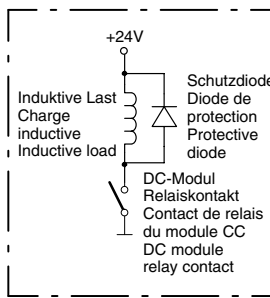 +24V
Induktive Last
Charge
inductive
Inductive load
Schutzdiode
Diode de
protection
Protective
diode
DC-Modul
Relaiskontakt
Contact de relais
du module CC
DC module
relay contact